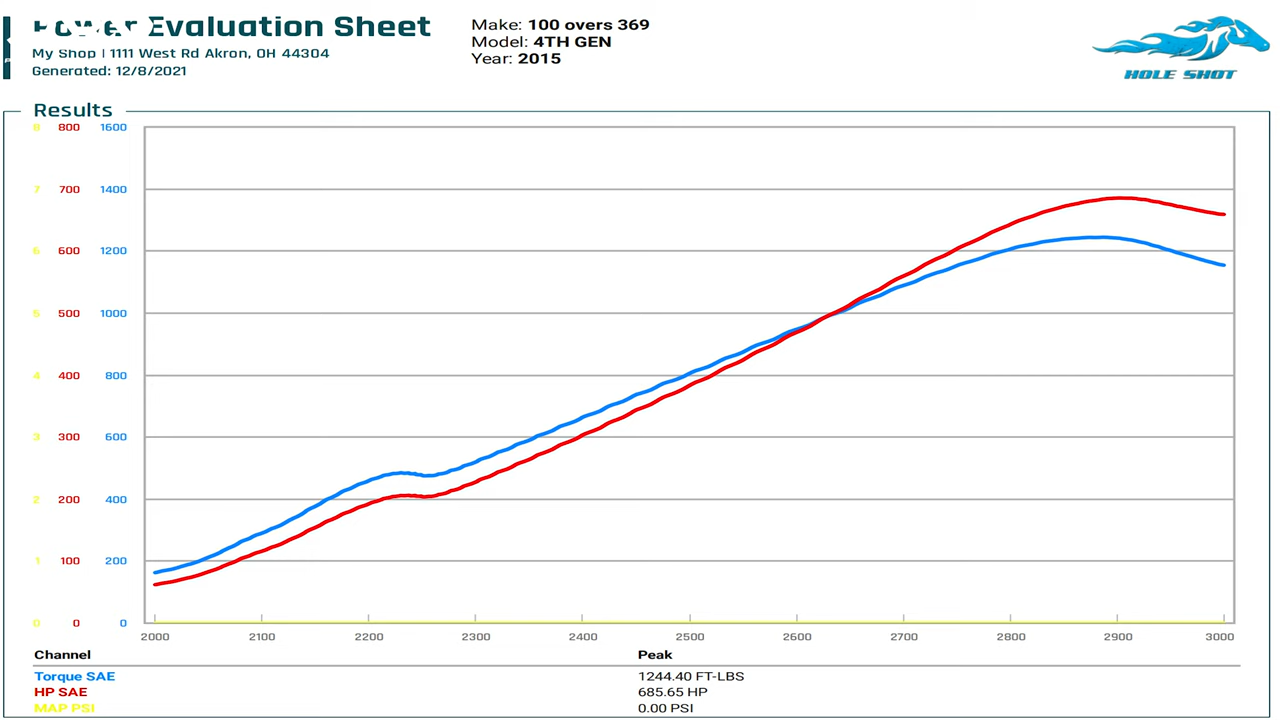 Power Evaluation Sheet
My Shop | 1111 West Rd Akron, OH 44304
Generated: 12/8/2021
Make: 100 overs 369
Model: 4TH GEN
Year: 2015
HOLE SHOT
Results
8 800 1600
7 700 1400
6 600 1200
5 500 1000
4 400 800
3 300 600
2 200 400
1 100 200
0 0 0
2000 2100 2200 2300 2400 2500 2600 2700 2800 2900 3000
Channel Peak
Torque SAE 1244.40 FT-LBS
HP SAE 685.65 HP
MAP PSI 0.00 PSI